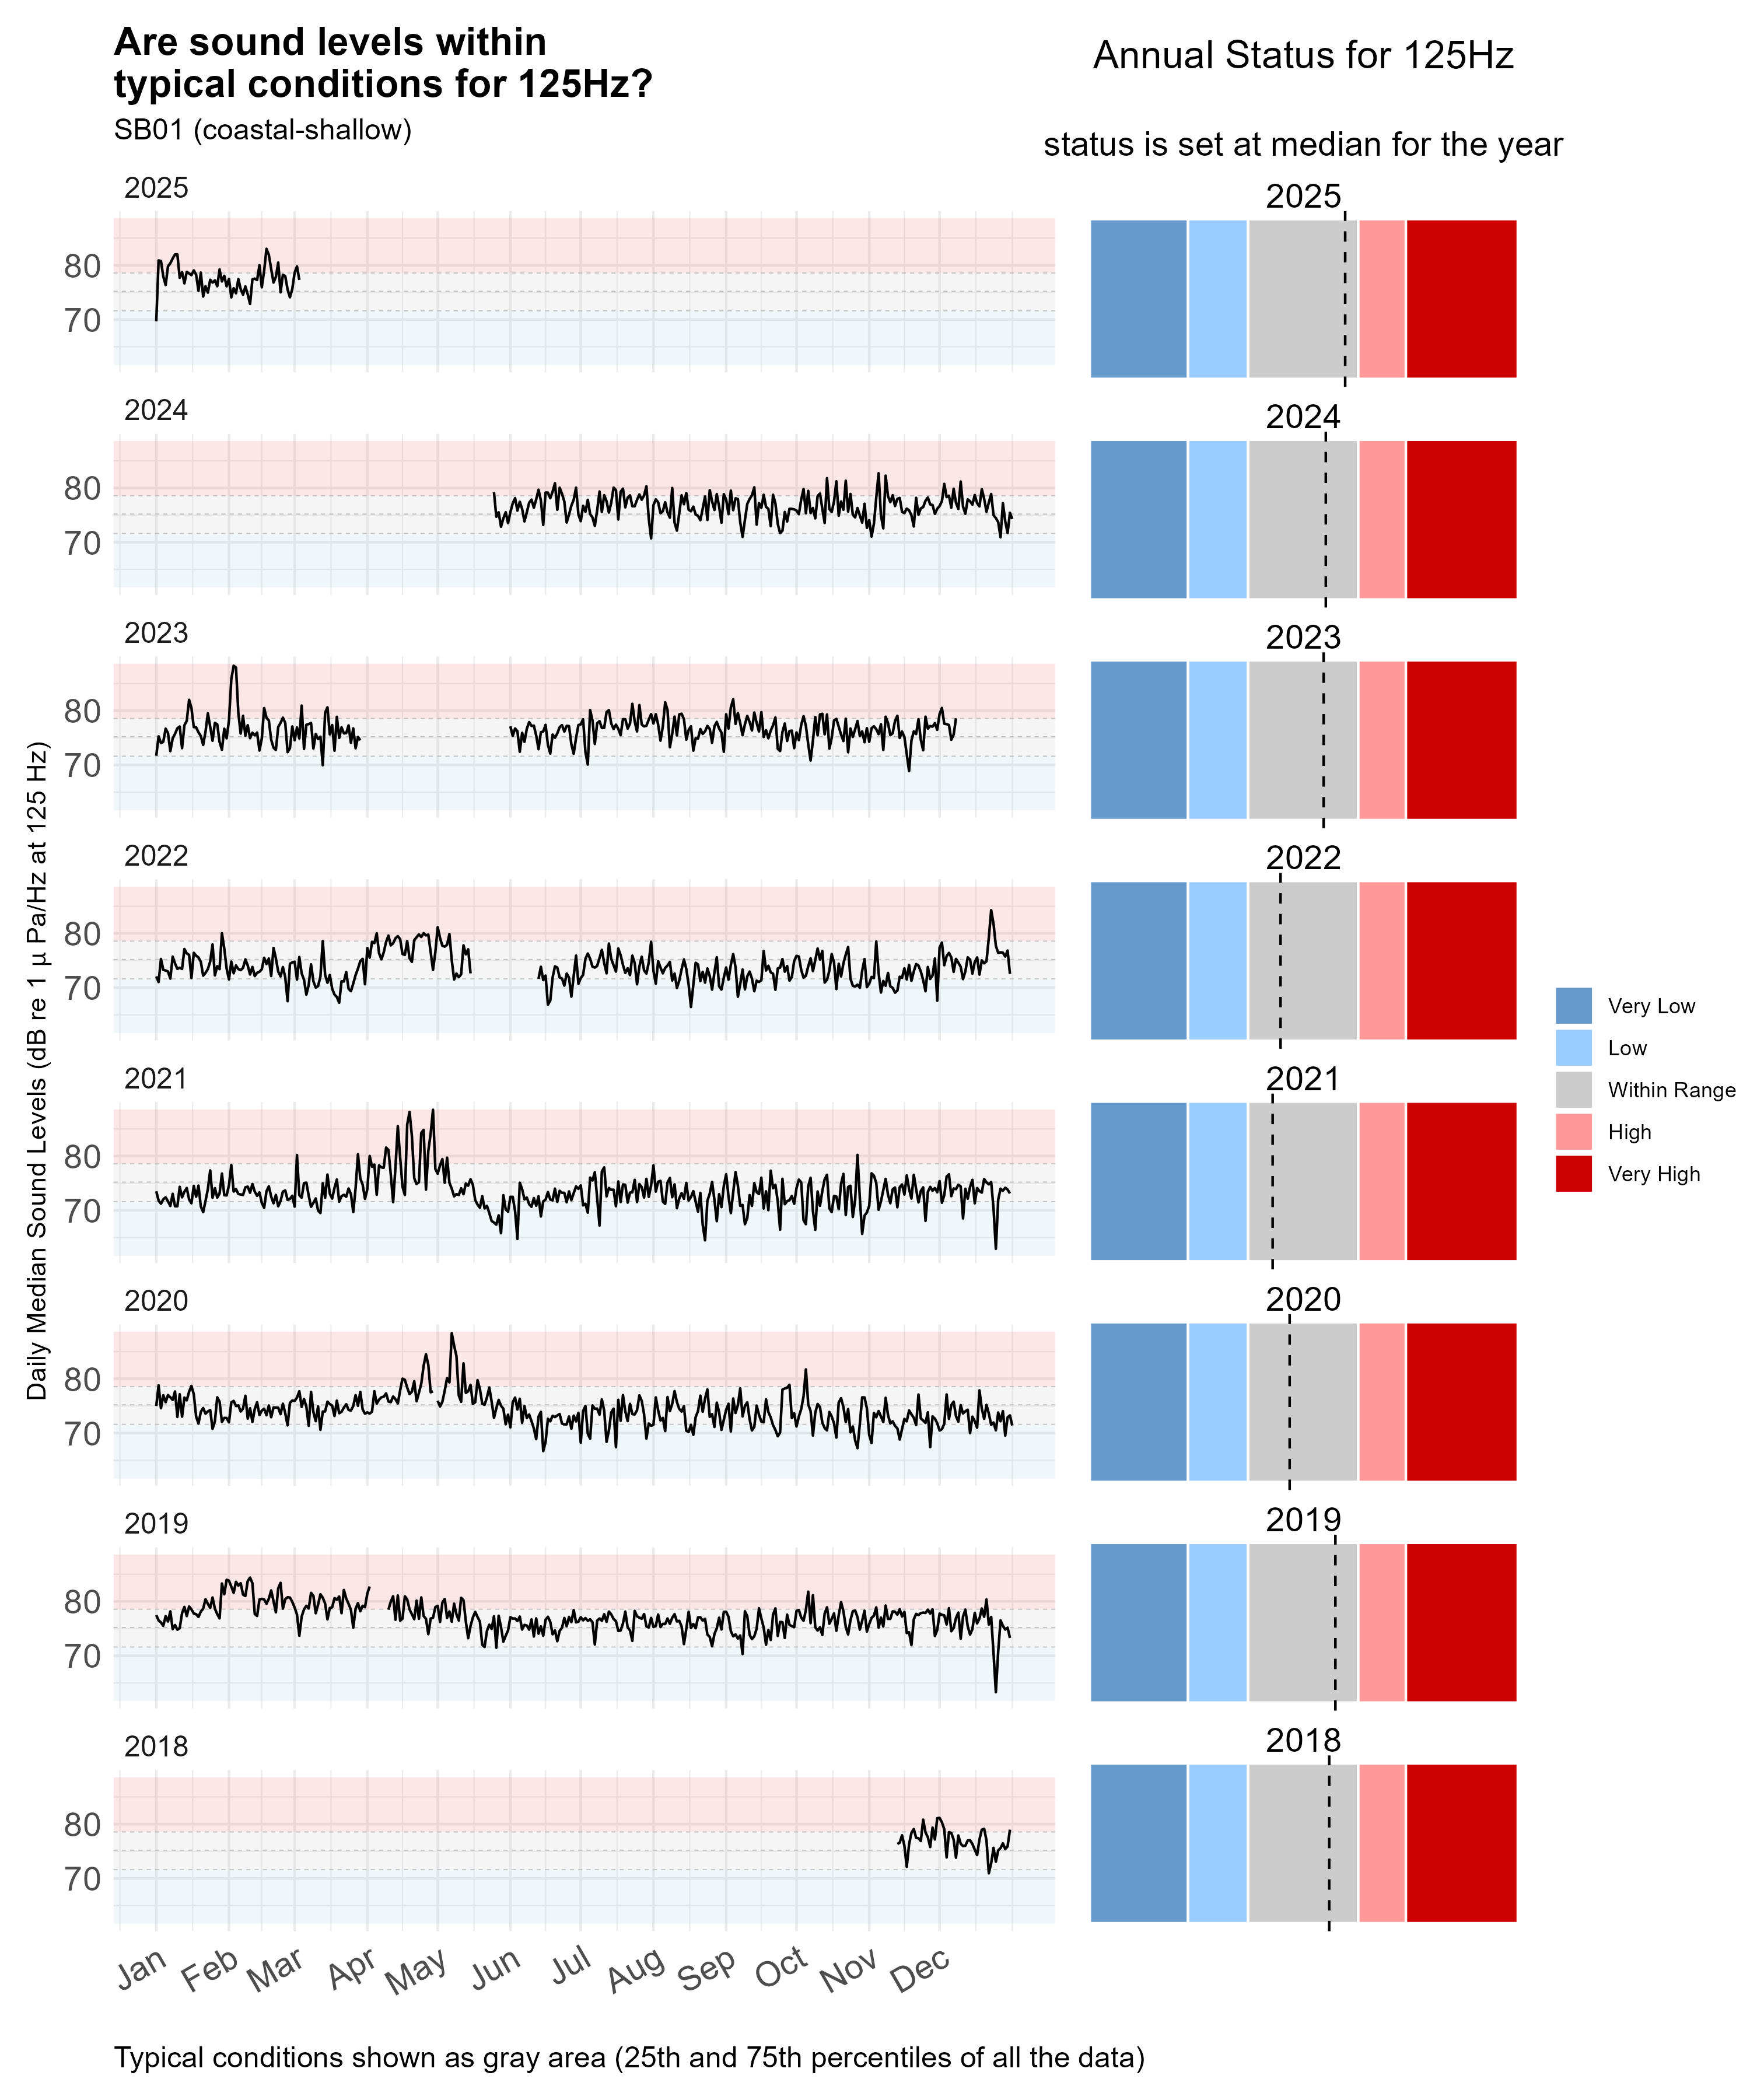 Are sound levels within
typical conditions for 125Hz?
SB01 (coastal-shallow)
Annual Status for 125Hz
status is set at median for the year
Daily Median Sound Levels (dB re 1 µ Pa/Hz at 125 Hz)
2025
80
70
2025
2024
80
70
2024
2023
80
70
2023
2022
80
70
2022
2021
80
70
2021
2020
80
70
2020
2019
80
70
2019
2018
80
70
2018
Jan Feb Mar Apr May Jun Jul Aug Sep Oct Nov Dec
Very Low
Low
Within Range
High
Very High
Typical conditions shown as gray area (25th and 75th percentiles of all the data)